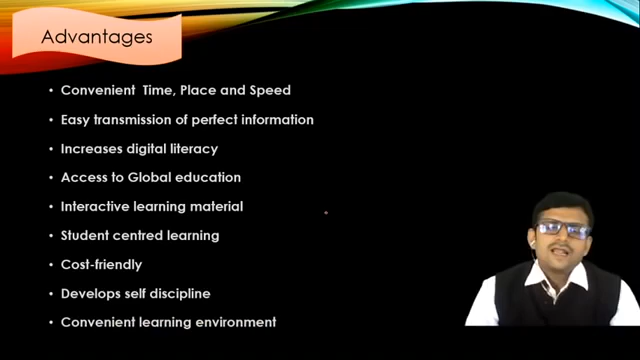 Advantages
• Convenient Time, Place and Speed
• Easy transmission of perfect information
• Increases digital literacy
• Access to Global education
• Interactive learning material
• Student centred learning
• Cost-friendly
• Develops self discipline
• Convenient learning environment